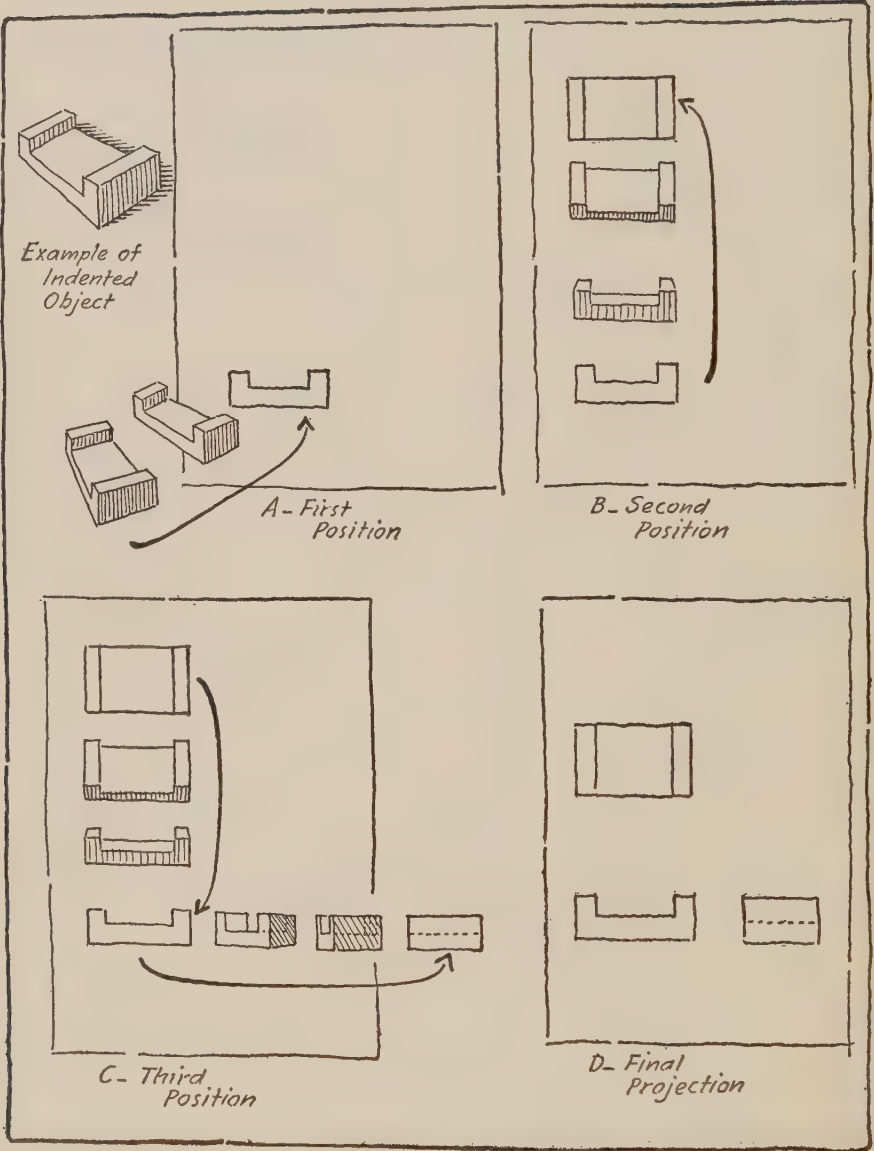 Example of
Indented
Object
A- First
Position
B- Second
Position
C- Third
Position
D- Final
Projection